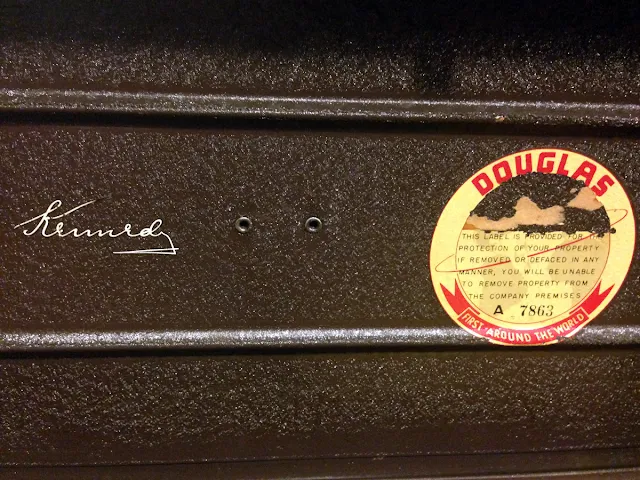 Kennedy
DOUGLAS
THIS LABEL IS PROVIDED FOR THE
PROTECTION OF YOUR PROPERTY
IF REMOVED OR DEFACED IN ANY
MANNER, YOU WILL BE UNABLE
TO REMOVE PROPERTY FROM
THE COMPANY PREMISES
A 7863
FIRST AROUND THE WORLD